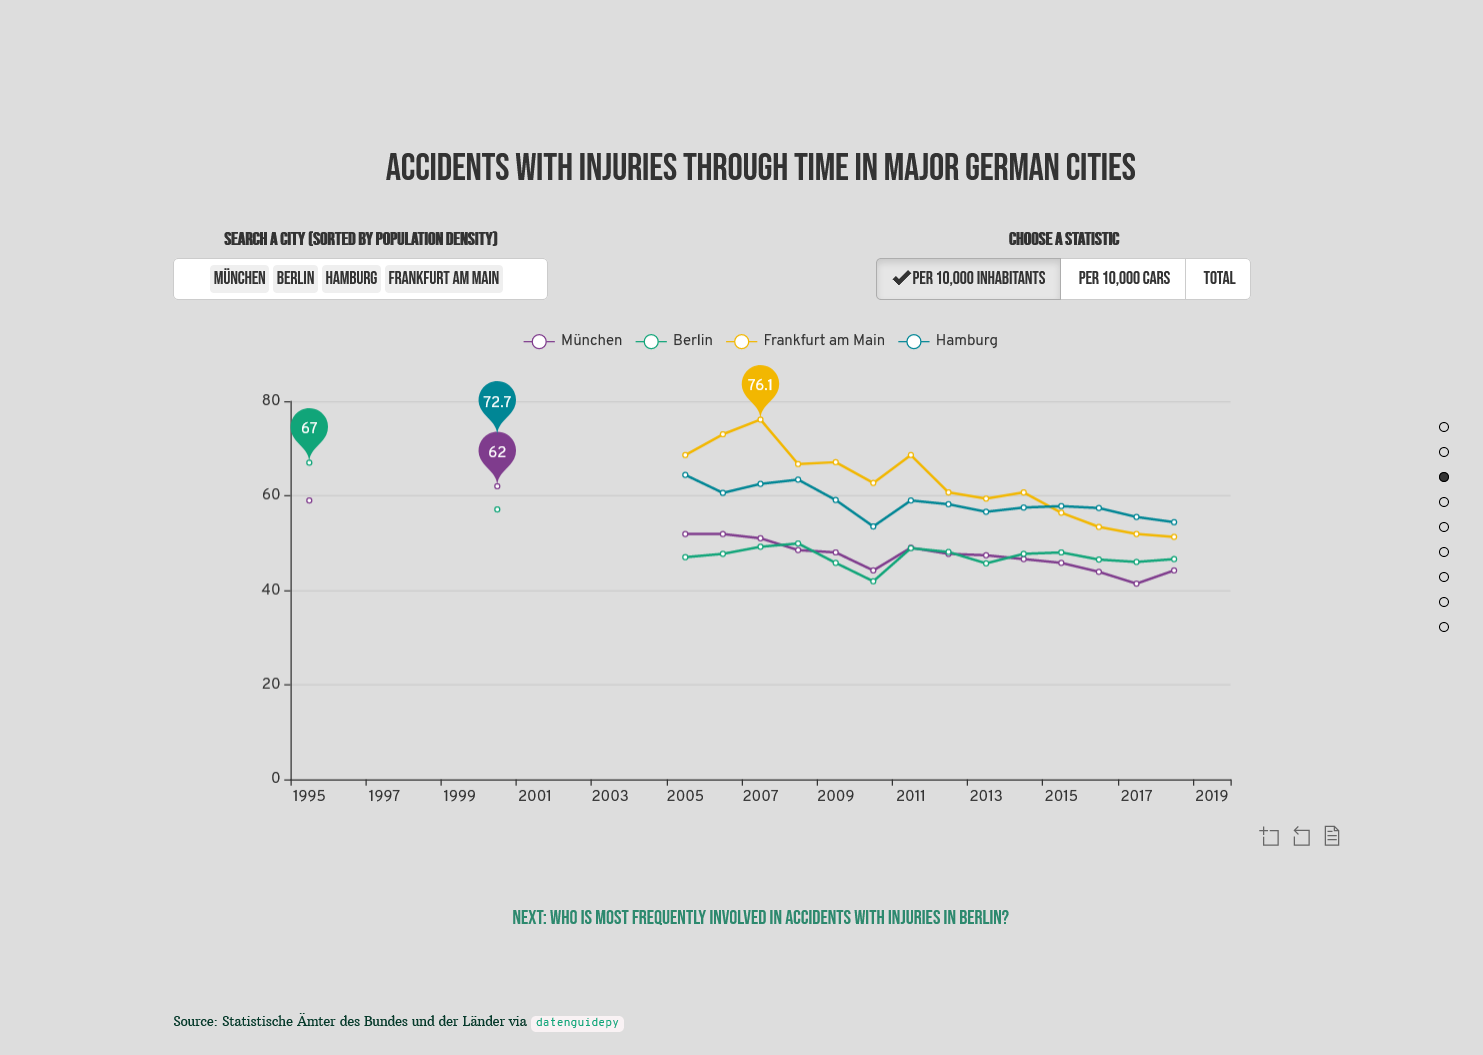 ACCIDENTS WITH INJURIES THROUGH TIME IN MAJOR GERMAN CITIES
SEARCH A CITY (SORTED BY POPULATION DENSITY)
CHOOSE A STATISTIC
MÜNCHEN BERLIN HAMBURG FRANKFURT AM MAIN
PER 10,000 INHABITANTS PER 10,000 CARS TOTAL
München Berlin Frankfurt am Main Hamburg
76.1
80
72.7
67
62
60
40
20
0
1995 1997 1999 2001 2003 2005 2007 2009 2011 2013 2015 2017 2019
NEXT: WHO IS MOST FREQUENTLY INVOLVED IN ACCIDENTS WITH INJURIES IN BERLIN?
Source: Statistische Ämter des Bundes und der Länder via datenguidepy